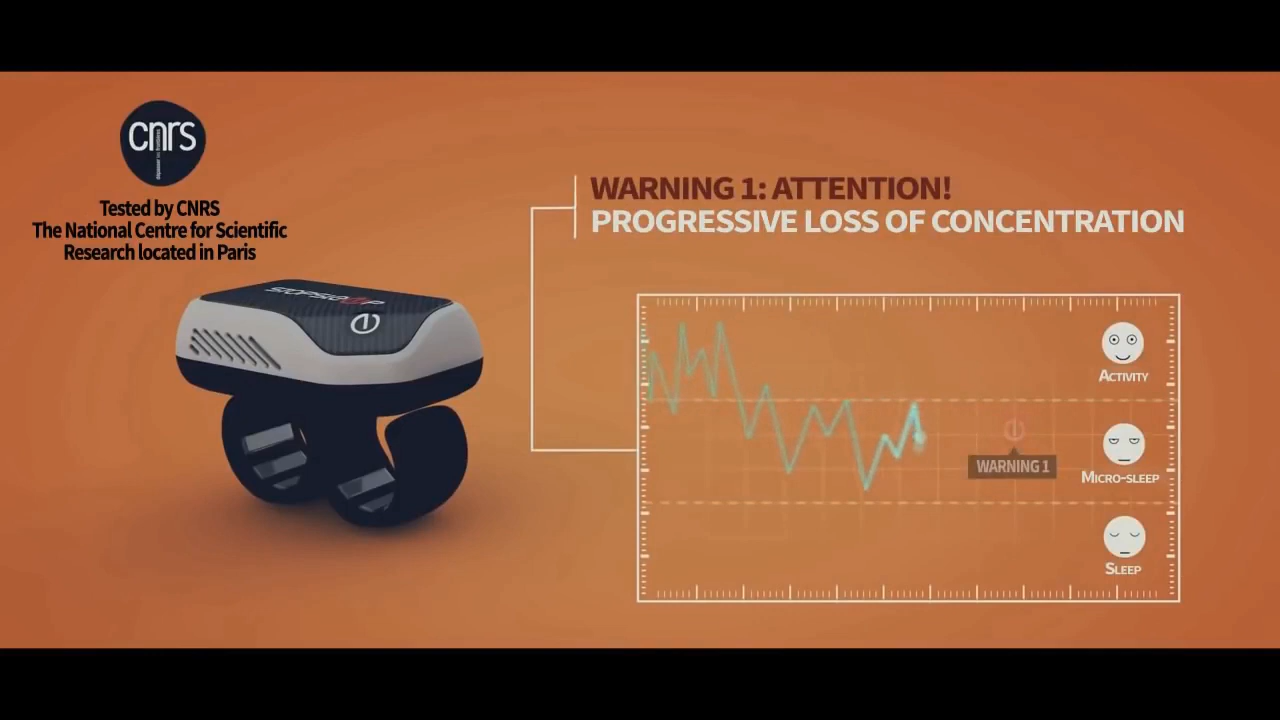 cnrs
Tested by CNRS
The National Centre for Scientific
Research located in Paris
STOPSLEEP
WARNING 1: ATTENTION!
PROGRESSIVE LOSS OF CONCENTRATION
ACTIVITY
WARNING 1
MICRO-SLEEP
SLEEP